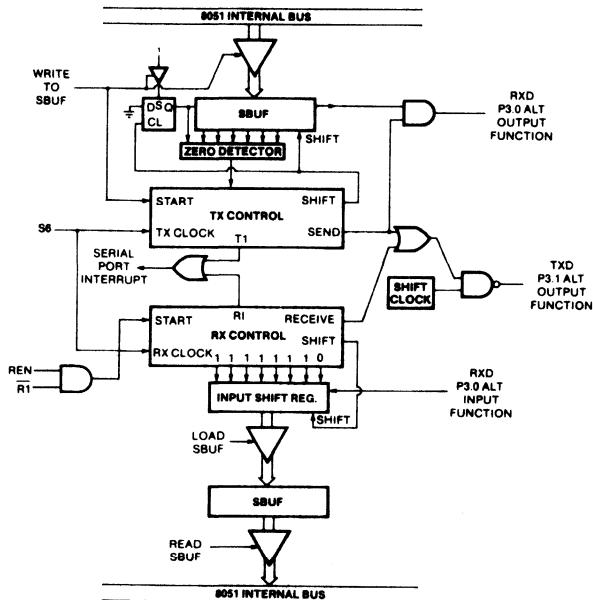 8051 INTERNAL BUS
1
WRITE
TO
SBUF
D S Q
CL
SBUF
RXD
P3.0 ALT
OUTPUT
FUNCTION
SHIFT
ZERO DETECTOR
START
SHIFT
TX CONTROL
S6
TX CLOCK
T1
SEND
SERIAL
PORT
INTERRUPT
SHIFT
CLOCK
TXD
P3.1 ALT
OUTPUT
FUNCTION
RI
START
RECEIVE
RX CONTROL
SHIFT
RX CLOCK
1 1 1 1 1 1 1 0
REN
R1
INPUT SHIFT REG.
RXD
P3.0 ALT
INPUT
FUNCTION
SHIFT
LOAD
SBUF
SBUF
READ
SBUF
8051 INTERNAL BUS